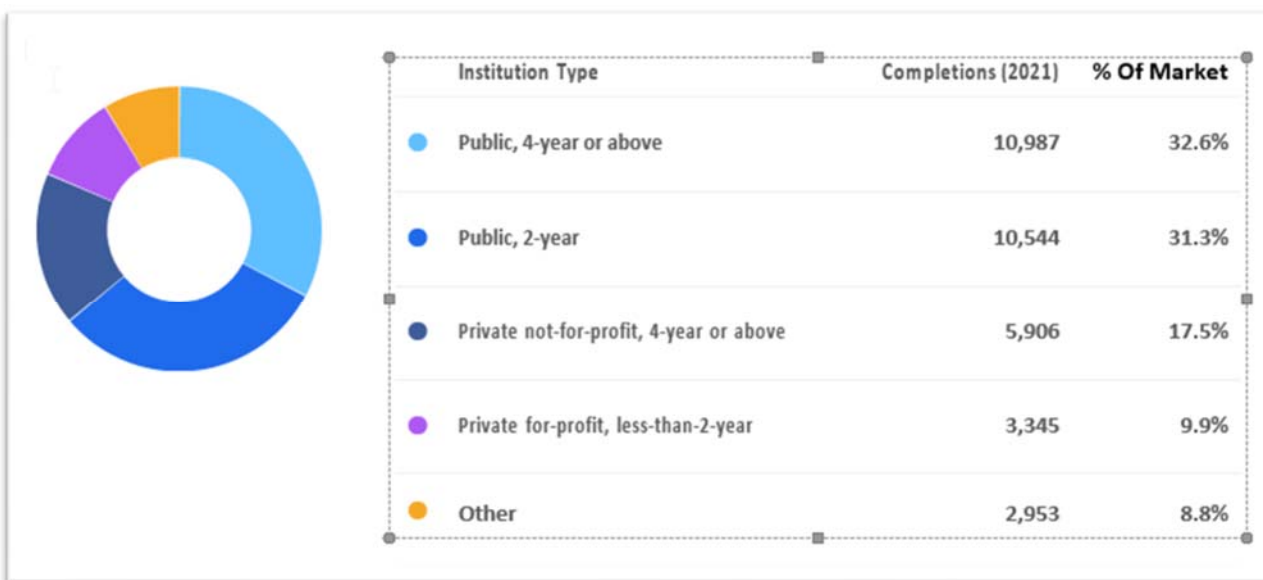 Institution Type Completions (2021) % Of Market
Public, 4-year or above 10,987 32.6%
Public, 2-year 10,544 31.3%
Private not-for-profit, 4-year or above 5,906 17.5%
Private for-profit, less-than-2-year 3,345 9.9%
Other 2,953 8.8%